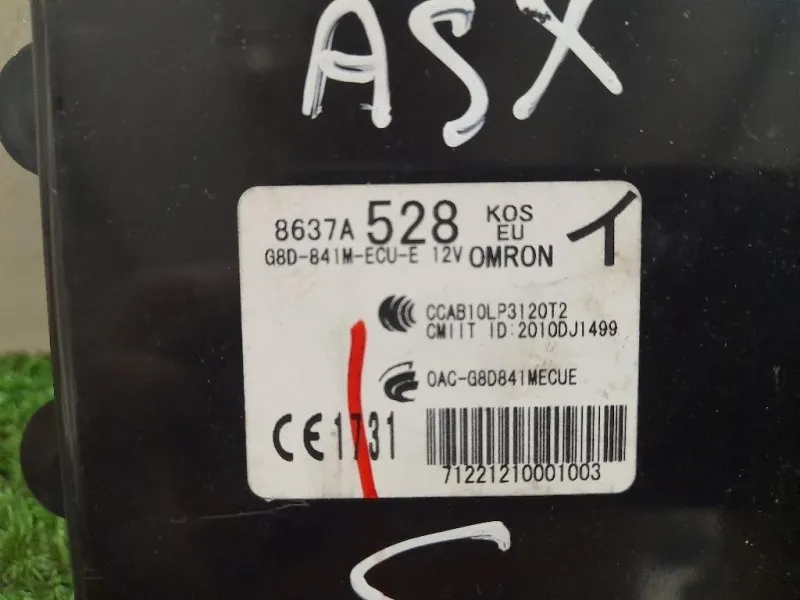 ASX
8637A 528 KOS EU イ
G8D-841M-ECU-E 12V OMRON
CCAB10LP3120T2
CMIIT ID:2010DJ1499
OAC-G8D841MECUE
CE1731
71221210001003